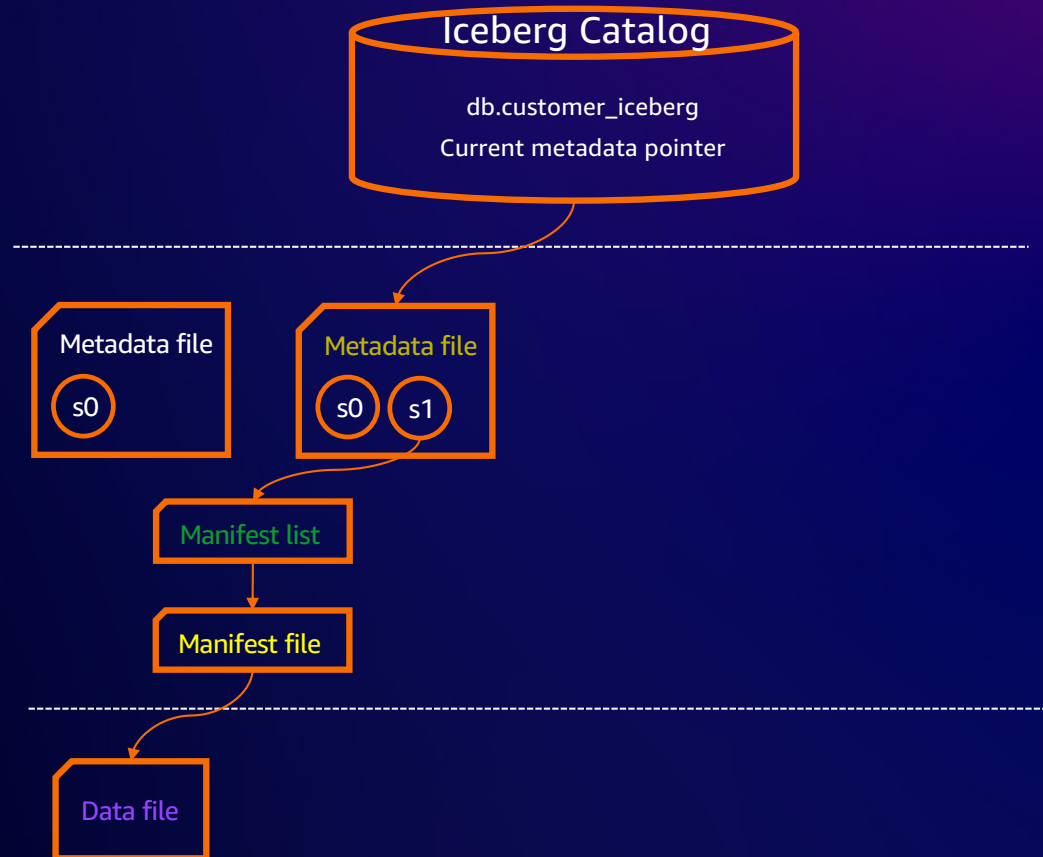 Iceberg Catalog
db.customer_iceberg
Current metadata pointer
Metadata file
s0
Metadata file
s0 s1
Manifest list
Manifest file
Data file